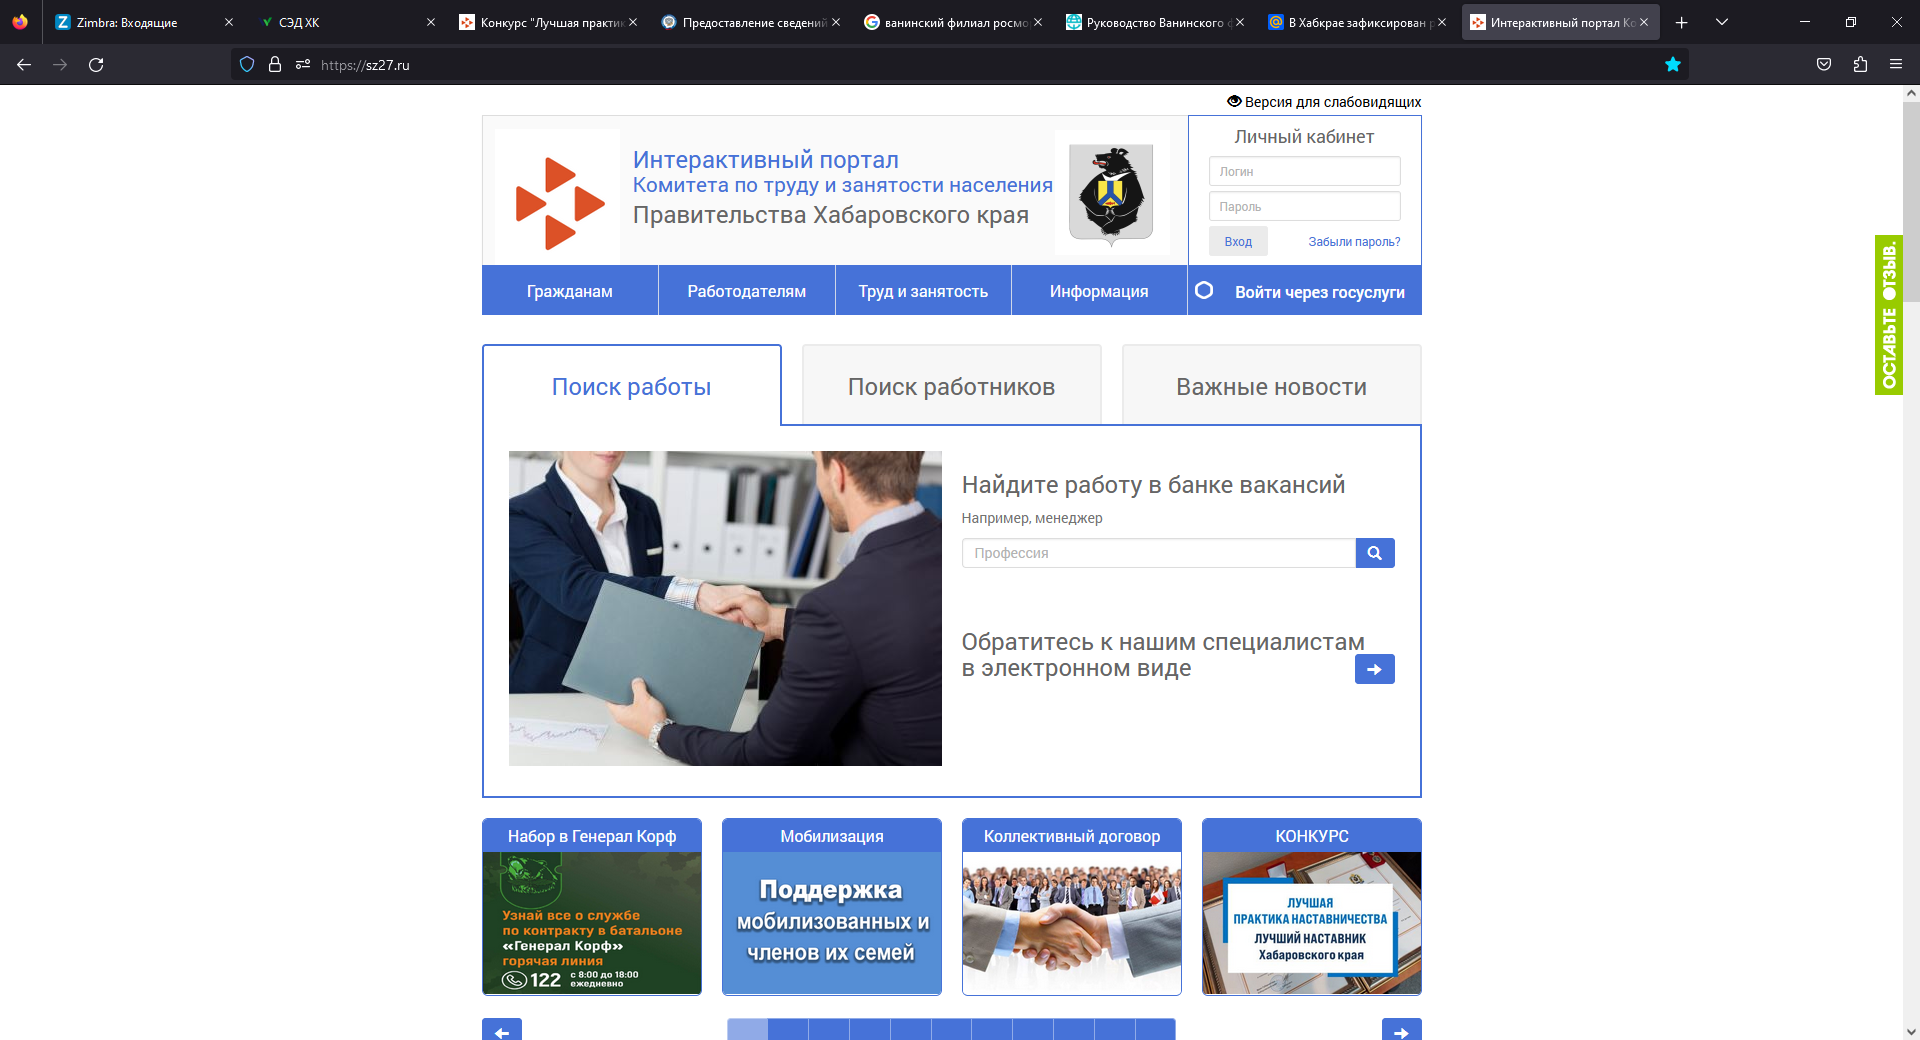 Zimbra: Входящие
СЭД ХК
Конкурс "Лучшая практик
Предоставление сведений
ванинский филиал росмо
Руководство Ванинского ф
В Хабкрае зафиксирован р
Интерактивный портал Ко
https://sz27.ru
Версия для слабовидящих
Интерактивный портал
Комитета по труду и занятости населения
Правительства Хабаровского края
Личный кабинет
Логин
Пароль
Вход
Забыли пароль?
Гражданам
Работодателям
Труд и занятость
Информация
Войти через госуслуги
ОСТАВЬТЕ ОТЗЫВ.
Поиск работы
Поиск работников
Важные новости
Найдите работу в банке вакансий
Например, менеджер
Профессия
Обратитесь к нашим специалистам
в электронном виде
Набор в Генерал Корф
Узнай все о службе
по контракту в батальоне
«Генерал Корф»
горячая линия
122
с 8:00 до 18:00
ежедневно
Мобилизация
Поддержка
мобилизованных и
членов их семей
Коллективный договор
КОНКУРС
ЛУЧШАЯ
ПРАКТИКА НАСТАВНИЧЕСТВА
ЛУЧШИЙ НАСТАВНИК
Хабаровского края